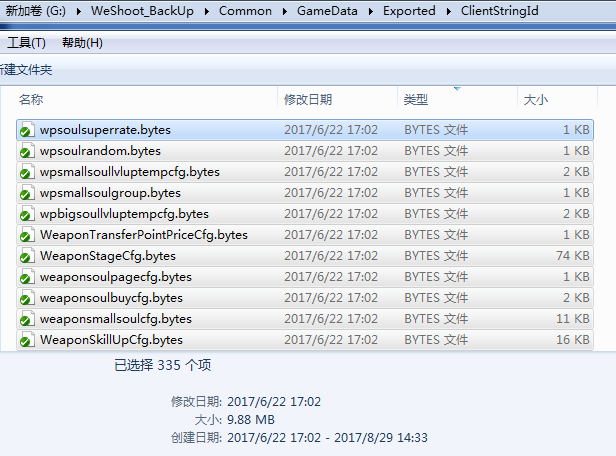 新加卷 (G:) WeShoot_BackUp Common GameData Exported ClientStringId
工具(T) 帮助(H)
新建文件夹
名称 修改日期 类型 大小
wpsoulsuperrate.bytes 2017/6/22 17:02 BYTES 文件 1 KB
wpsoulrandom.bytes 2017/6/22 17:02 BYTES 文件 1 KB
wpsmallsoullvluptempcfg.bytes 2017/6/22 17:02 BYTES 文件 2 KB
wpsmallsoulgroup.bytes 2017/6/22 17:02 BYTES 文件 1 KB
wpbigsoullvluptempcfg.bytes 2017/6/22 17:02 BYTES 文件 2 KB
WeaponTransferPointPriceCfg.bytes 2017/6/22 17:02 BYTES 文件 1 KB
WeaponStageCfg.bytes 2017/6/22 17:02 BYTES 文件 74 KB
weaponsoulpagecfg.bytes 2017/6/22 17:02 BYTES 文件 1 KB
weaponsoulbuycfg.bytes 2017/6/22 17:02 BYTES 文件 2 KB
weaponsmallsoulcfg.bytes 2017/6/22 17:02 BYTES 文件 11 KB
WeaponSkillUpCfg.bytes 2017/6/22 17:02 BYTES 文件 16 KB
已选择 335 个项
修改日期: 2017/6/22 17:02
大小: 9.88 MB
创建日期: 2017/6/22 17:02 - 2017/8/29 14:33